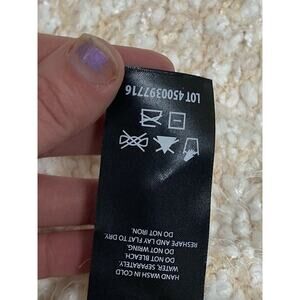 HAND WASH IN COLD
WATER, SEPARATELY.
DO NOT BLEACH.
DO NOT WRING.
RESHAPE AND LAY FLAT TO DRY.
DO NOT IRON.
LOT 4500397716